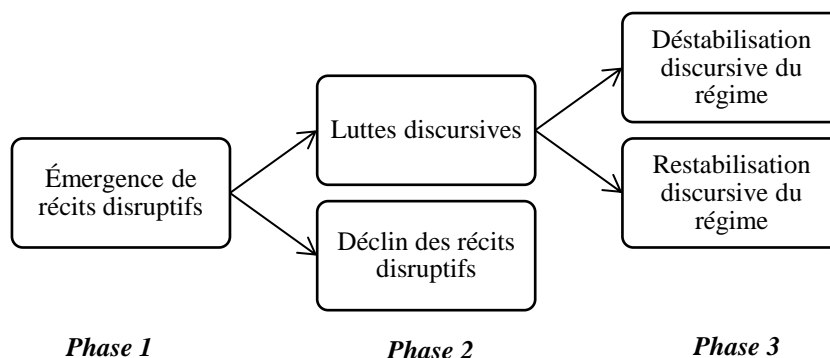 Émergence de
récits disruptifs
Luttes discursives
Déclin des récits
disruptifs
Déstabilisation
discursive du
régime
Restabilisation
discursive du
régime
Phase 1
Phase 2
Phase 3